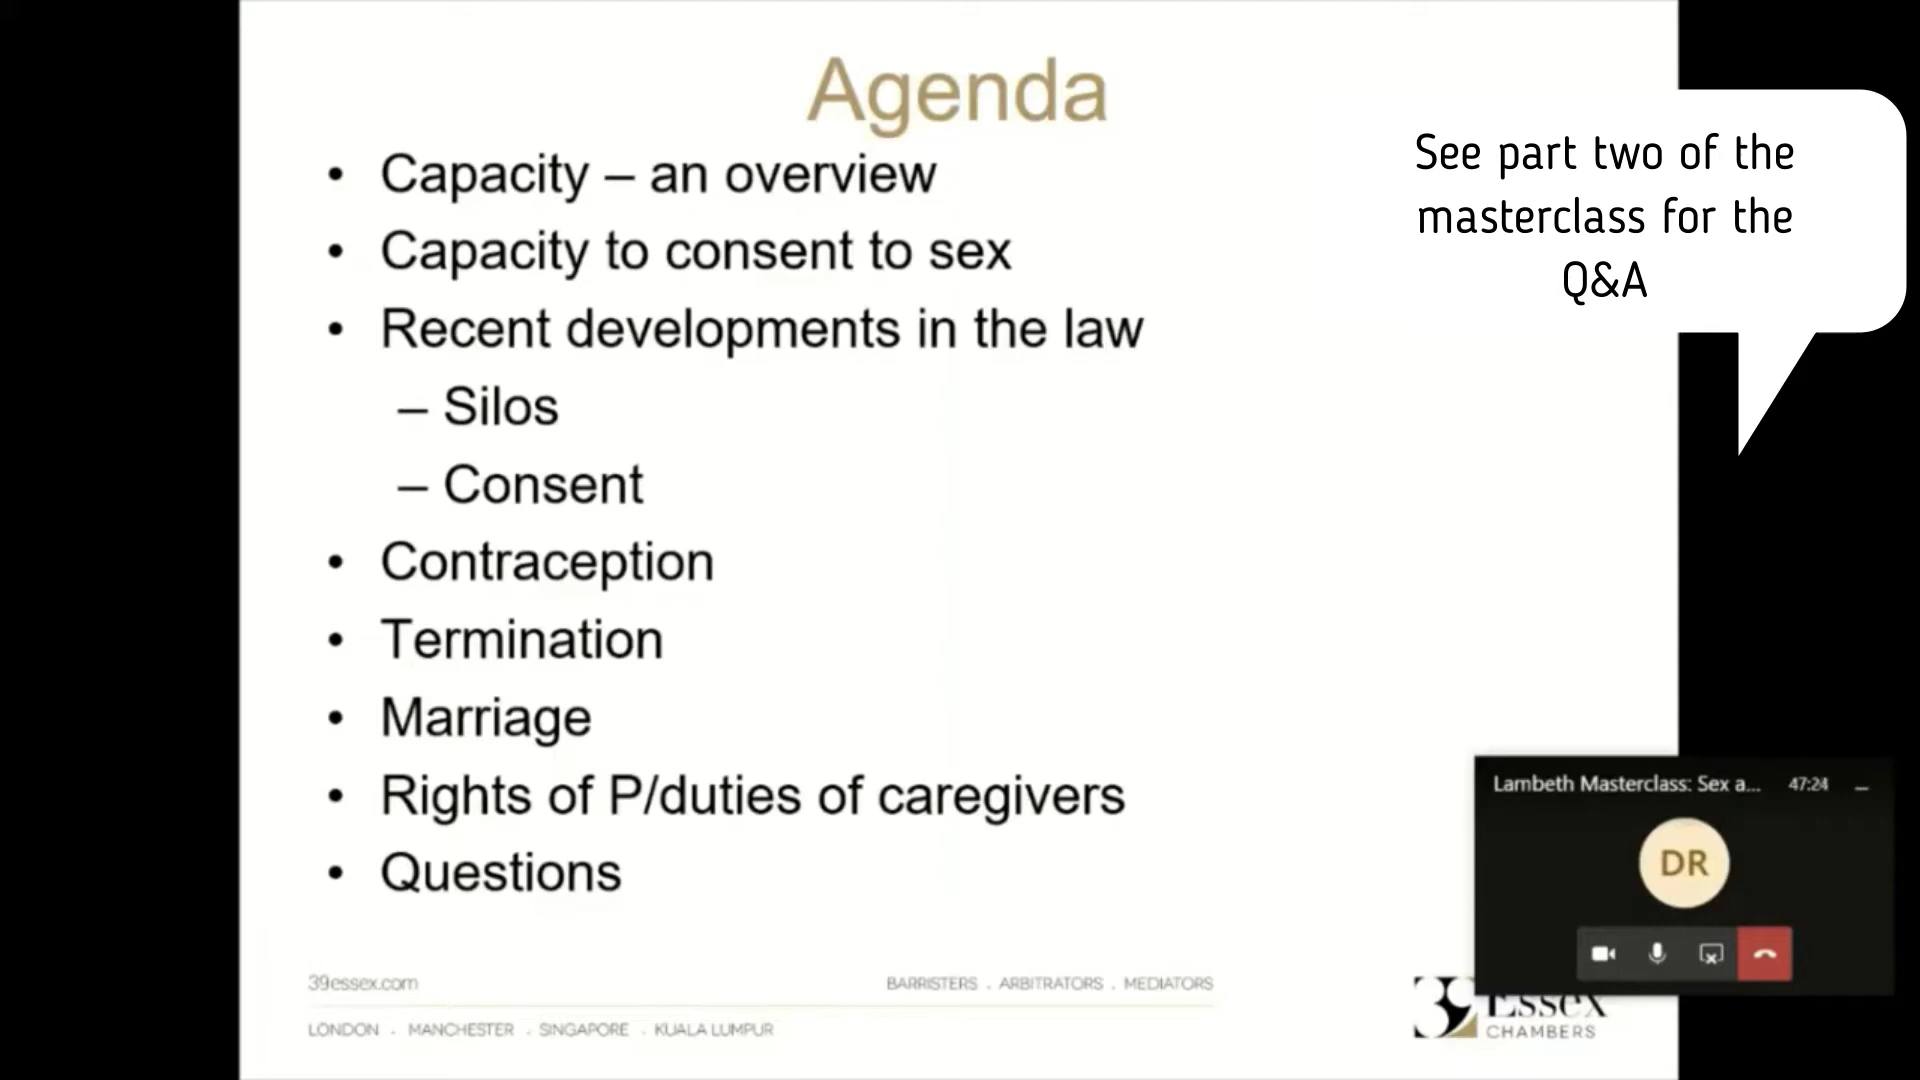 Agenda
• Capacity – an overview
• Capacity to consent to sex
• Recent developments in the law
– Silos
– Consent
• Contraception
• Termination
• Marriage
• Rights of P/duties of caregivers
• Questions
See part two of the
masterclass for the
Q&A
Lambeth Masterclass: Sex a... 47:24
DR
39essex.com
BARRISTERS . ARBITRATORS . MEDIATORS
LONDON . MANCHESTER . SINGAPORE . KUALA LUMPUR
39 Essex
CHAMBERS